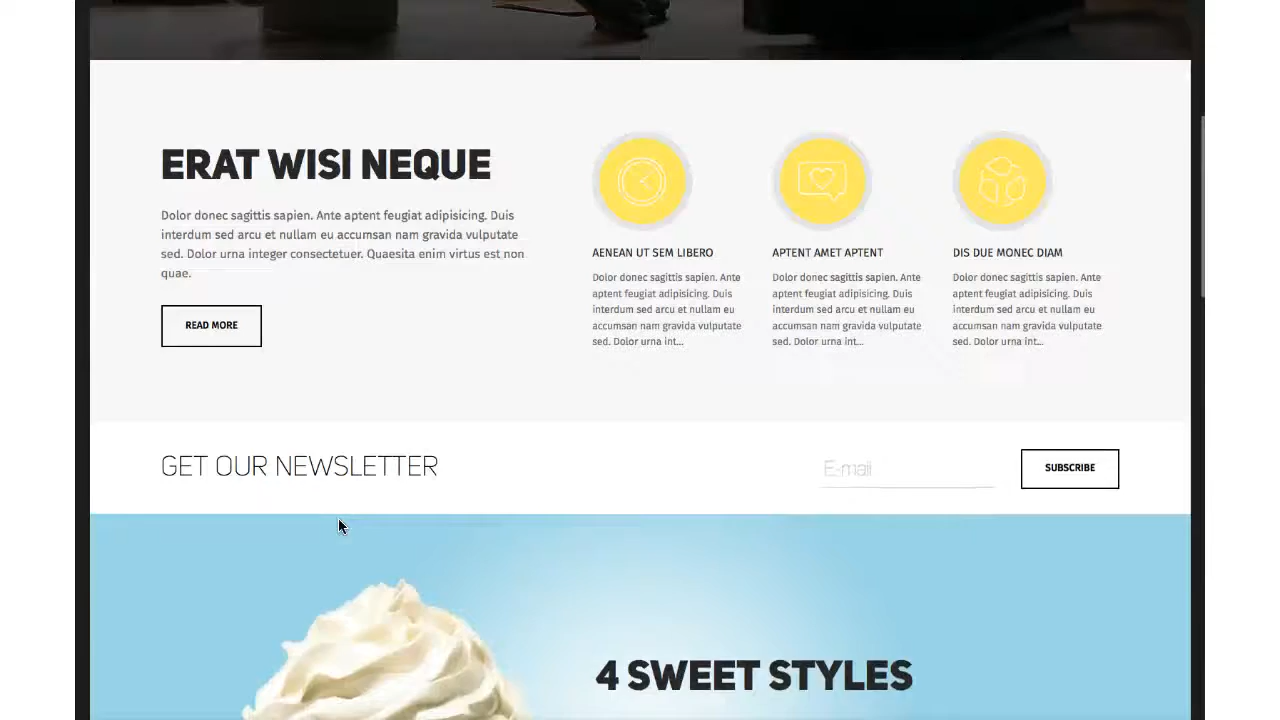 ERAT WISI NEQUE
Dolor donec sagittis sapien. Ante aptent feugiat adipisicing. Duis
interdum sed arcu et nullam eu accumsan nam gravida vulputate
sed. Dolor urna integer consectetuer. Quaesita enim virtus est non
quae.
READ MORE
AENEAN UT SEM LIBERO
Dolor donec sagittis sapien. Ante
aptent feugiat adipisicing. Duis
interdum sed arcu et nullam eu
accumsan nam gravida vulputate
sed. Dolor urna int...
APTENT AMET APTENT
Dolor donec sagittis sapien. Ante
aptent feugiat adipisicing. Duis
interdum sed arcu et nullam eu
accumsan nam gravida vulputate
sed. Dolor urna int...
DIS DUE MONEC DIAM
Dolor donec sagittis sapien. Ante
aptent feugiat adipisicing. Duis
interdum sed arcu et nullam eu
accumsan nam gravida vulputate
sed. Dolor urna int...
GET OUR NEWSLETTER
E-mail
SUBSCRIBE
4 SWEET STYLES